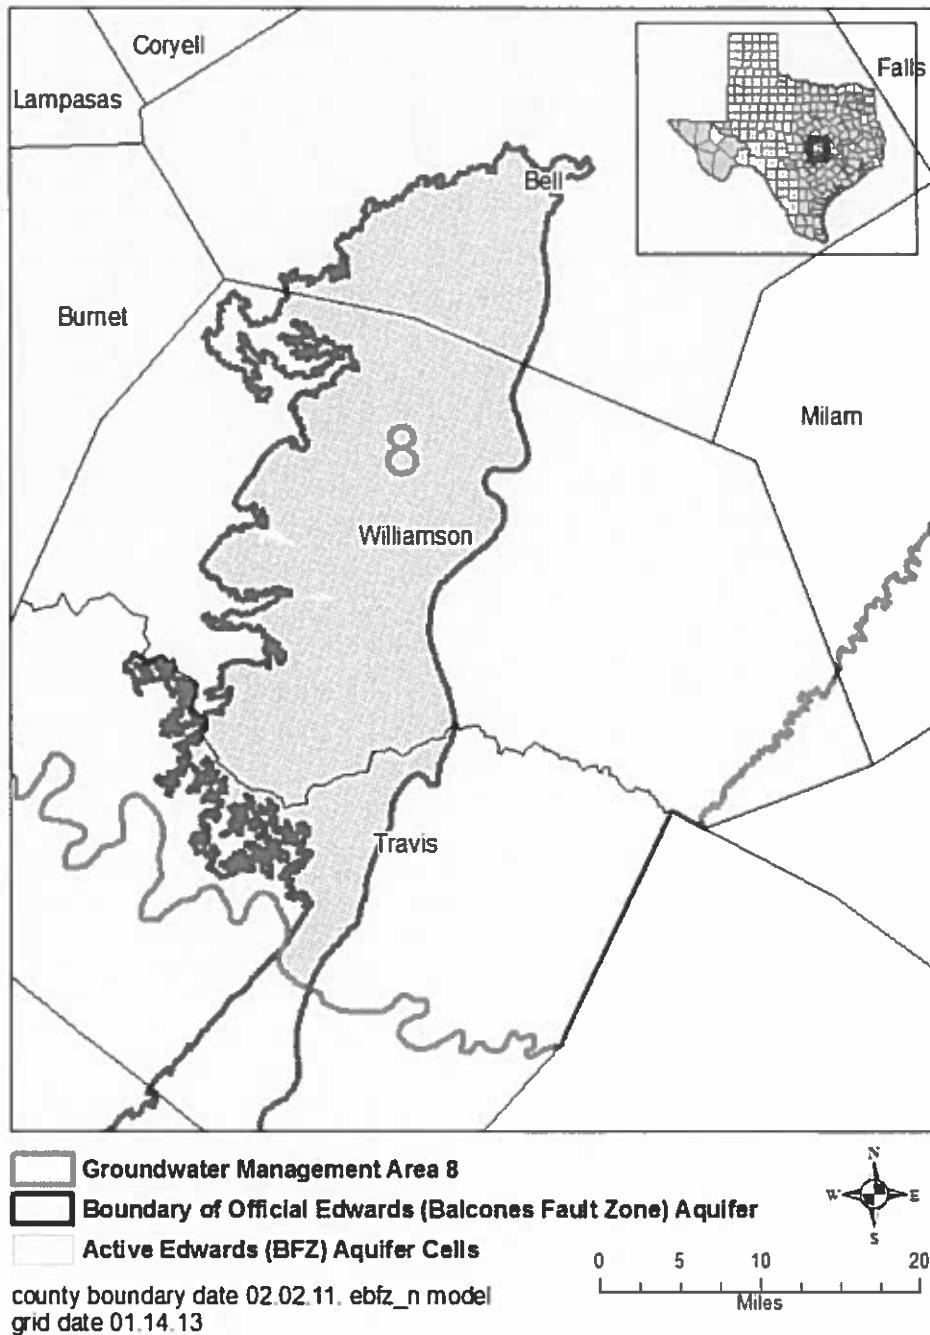 Coryell
Falls
Lampasas
Bell
Burnet
Milam
8
Williamson
Travis
Groundwater Management Area 8
Boundary of Official Edwards (Balcones Fault Zone) Aquifer
Active Edwards (BFZ) Aquifer Cells
N
W E
S
0 5 10 20
Miles
county boundary date 02.02.11. ebfz_n model
grid date 01.14.13